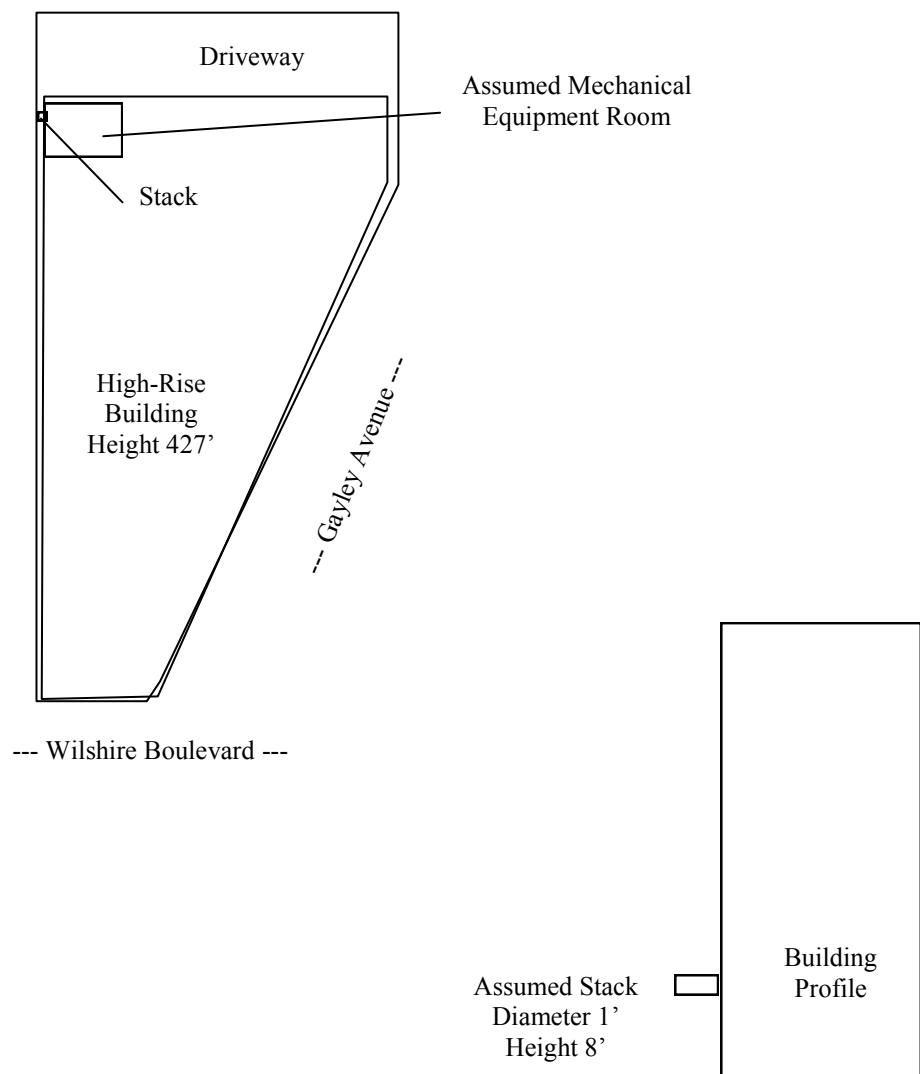 Driveway
Assumed Mechanical
Equipment Room
Stack
High-Rise
Building
Height 427’
--- Gayley Avenue ---
--- Wilshire Boulevard ---
Assumed Stack
Diameter 1’
Height 8’
Building
Profile